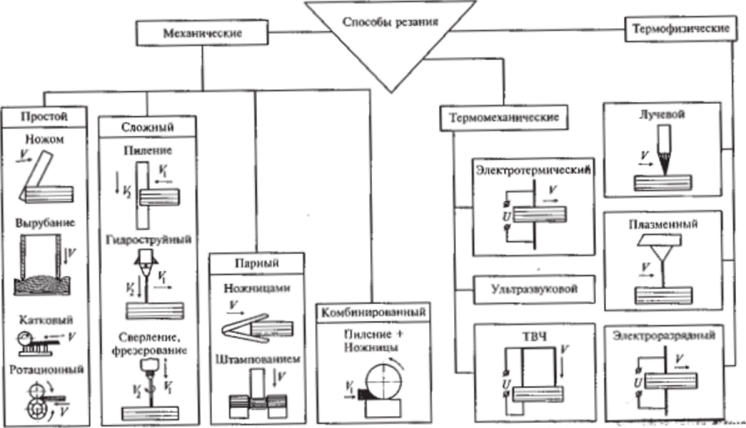 Способы резания
Механические
Термофизические
Простой
Ножом
V
Вырубание
V
Катковый
V
Ротационный
V
Сложный
Пиление
V₂
V₁
Гидроструйный
V₂
V₁
Сверление,
фрезерование
V₂
V₁
Парный
Ножницами
V
Штампованием
V
Комбинированный
Пиление +
Ножницы
V₁
Термомеханические
Электротермический
V
U
Ультразвуковой
ТВЧ
V
U
Лучевой
V
Плазменный
V
Электроразрядный
V
U